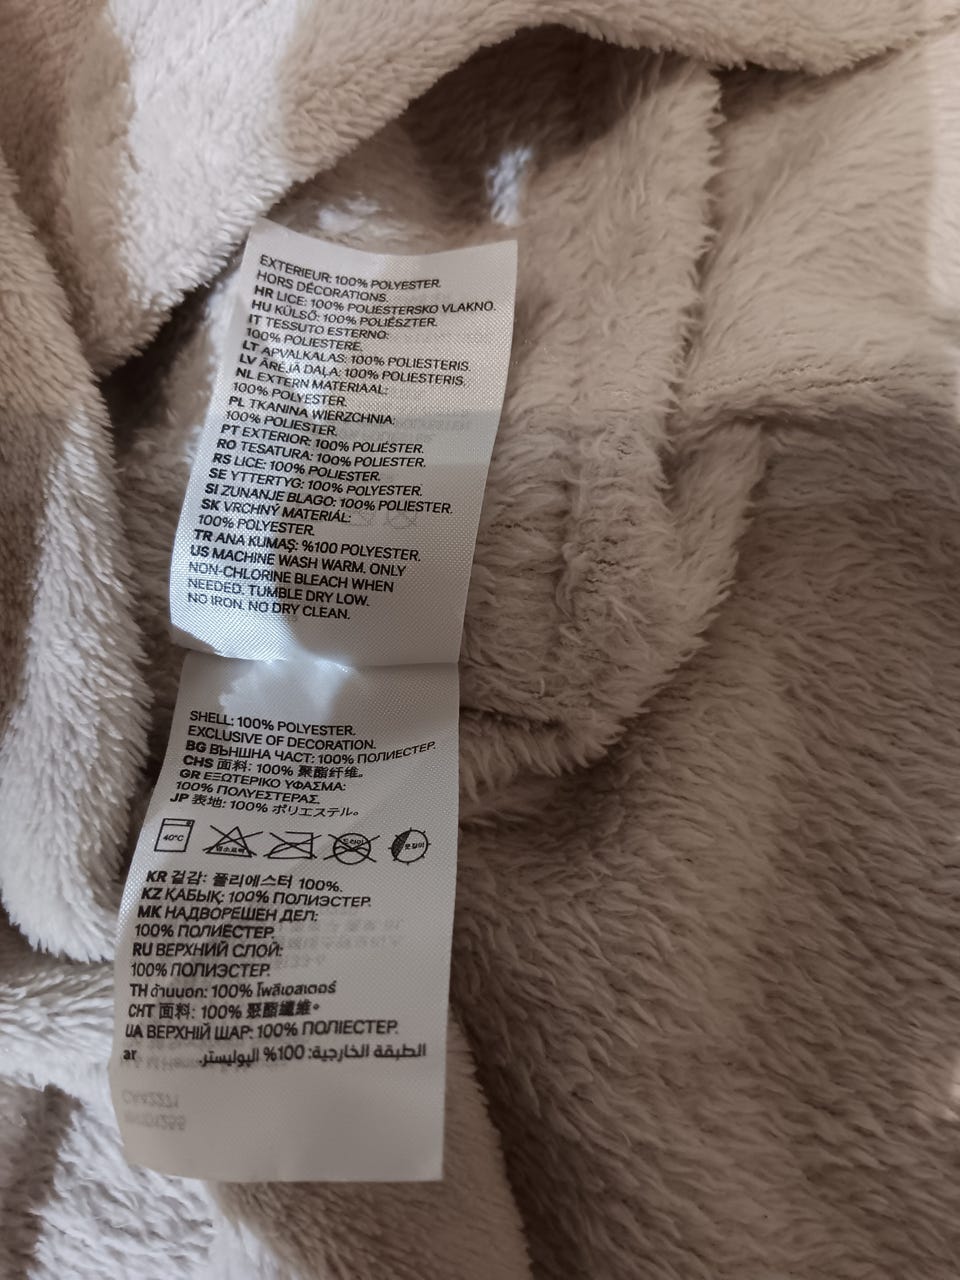 EXTERIEUR: 100% POLYESTER.
HORS DÉCORATIONS.
HR LICE: 100% POLIESTERSKO VLAKNO.
HU KÜLSŐ: 100% POLIÉSZTER.
IT TESSUTO ESTERNO:
100% POLIESTERE.
LT APVALKALAS: 100% POLIESTERIS.
LV ĀRĒJĀ DAĻA: 100% POLIESTERIS.
NL EXTERN MATERIAAL:
100% POLYESTER.
PL TKANINA WIERZCHNIA:
100% POLIESTER.
PT EXTERIOR: 100% POLIÉSTER.
RO TESATURA: 100% POLIESTER.
RS LICE: 100% POLIESTER.
SE YTTERTYG: 100% POLYESTER.
SI ZUNANJE BLAGO: 100% POLIESTER.
SK VRCHNÝ MATERIÁL:
100% POLYESTER.
TR ANA KUMAŞ: %100 POLYESTER.
US MACHINE WASH WARM. ONLY
NON-CHLORINE BLEACH WHEN
NEEDED. TUMBLE DRY LOW.
NO IRON. NO DRY CLEAN.
SHELL: 100% POLYESTER.
EXCLUSIVE OF DECORATION.
BG ВЪНШНА ЧАСТ: 100% ПОЛИЕСТЕР.
CHS 面料: 100% 聚酯纤维。
GR ΕΞΩΤΕΡΙΚΟ ΥΦΑΣΜΑ:
100% ΠΟΛΥΕΣΤΕΡΑΣ.
JP 表地: 100% ポリエステル。
40°C
KR 겉감: 폴리에스터 100%.
KZ ҚАБЫҚ: 100% ПОЛИЭСТЕР.
MK НАДВОРЕШЕН ДЕЛ:
100% ПОЛИЕСТЕР.
RU ВЕРХНИЙ СЛОЙ:
100% ПОЛИЭСТЕР.
TH ด้านนอก: 100% โพลีเอสเตอร์
CHT 面料: 100% 聚酯纖維。
UA ВЕРХНІЙ ШАР: 100% ПОЛІЕСТЕР.
ar الطبقة الخارجية: 100% البوليستر.